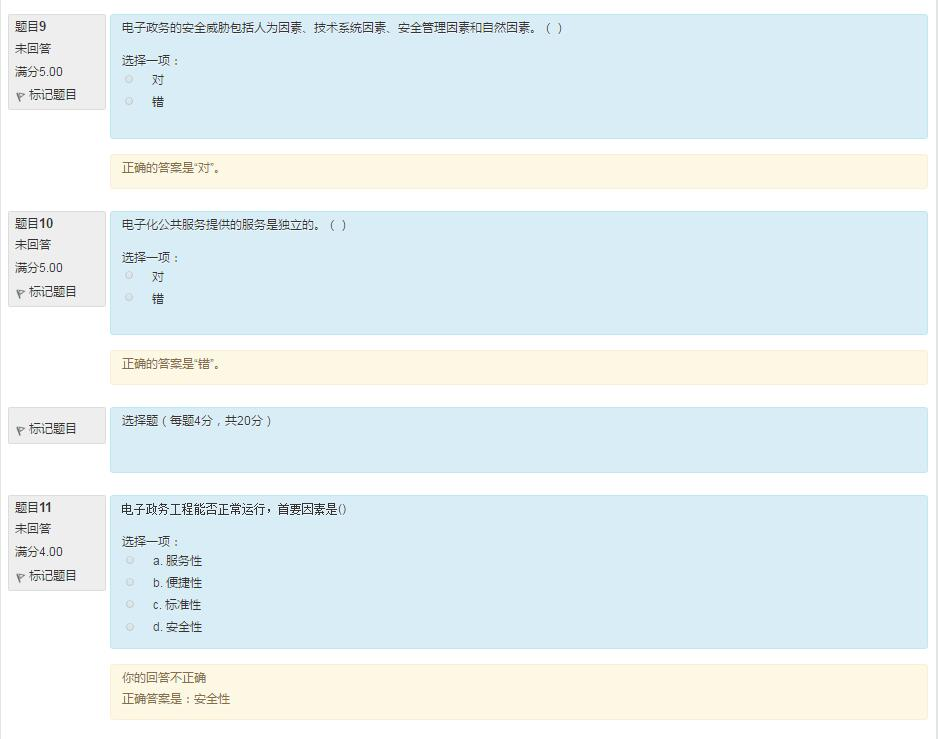 题目9
未回答
满分5.00
标记题目
电子政务的安全威胁包括人为因素、技术系统因素、安全管理因素和自然因素。（ ）
选择一项：
对
错
正确的答案是“对”。
题目10
未回答
满分5.00
标记题目
电子化公共服务提供的服务是独立的。（ ）
选择一项：
对
错
正确的答案是“错”。
标记题目
选择题（每题4分，共20分）
题目11
未回答
满分4.00
标记题目
电子政务工程能否正常运行，首要因素是()
选择一项：
a. 服务性
b. 便捷性
c. 标准性
d. 安全性
你的回答不正确
正确答案是：安全性